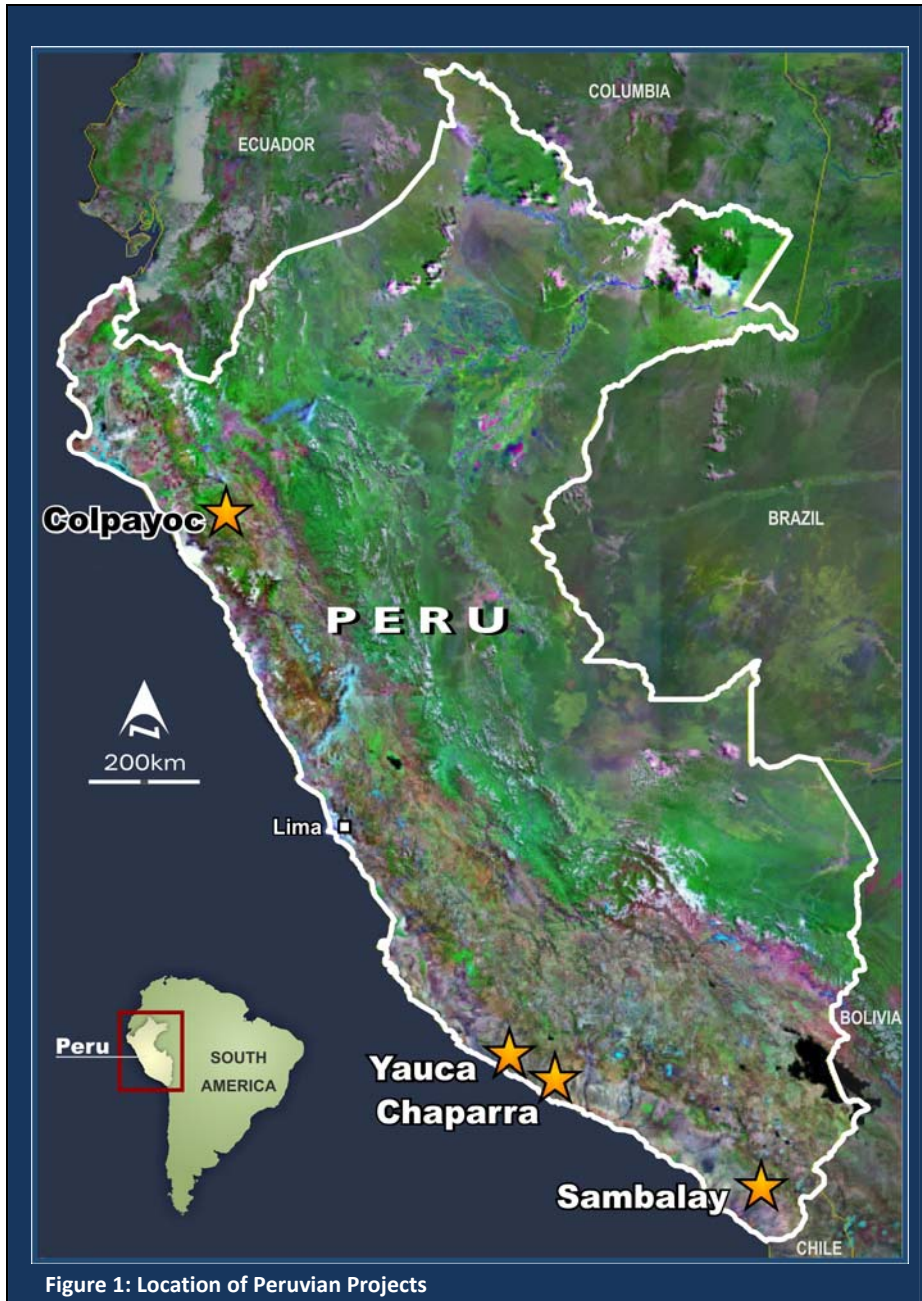 COLUMBIA
ECUADOR
BRAZIL
Colpayoc
PERU
200km
Lima
BOLIVIA
Peru
SOUTH
AMERICA
Yauca
Chaparra
Sambalay
CHILE
Figure 1: Location of Peruvian Projects